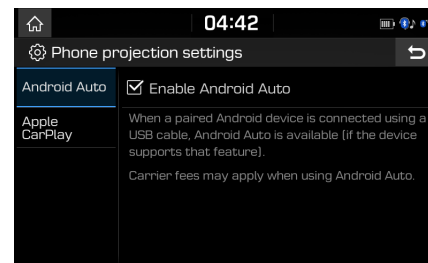 04:42
Phone projection settings
Android Auto
Enable Android Auto
When a paired Android device is connected using a
USB cable, Android Auto is available (if the device
supports that feature).
Carrier fees may apply when using Android Auto.
Apple
CarPlay